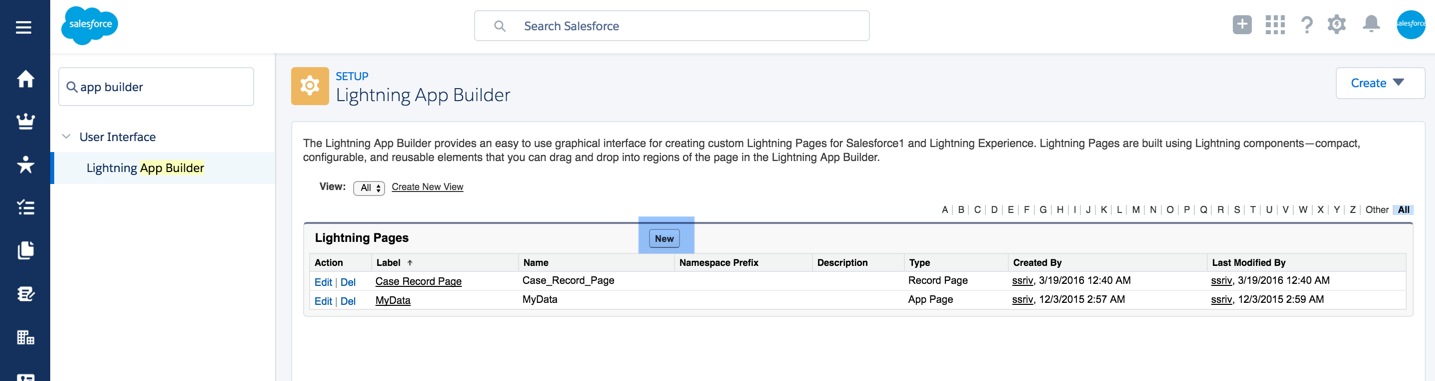 salesforce
Search Salesforce
salesforce
app builder
User Interface
Lightning App Builder
SETUP
Lightning App Builder
Create
The Lightning App Builder provides an easy to use graphical interface for creating custom Lightning Pages for Salesforce1 and Lightning Experience. Lightning Pages are built using Lightning components—compact,
configurable, and reusable elements that you can drag and drop into regions of the page in the Lightning App Builder.
View: All Create New View
A | B | C | D | E | F | G | H | I | J | K | L | M | N | O | P | Q | R | S | T | U | V | W | X | Y | Z | Other | All
Lightning Pages New
Action Label ↑ Name Namespace Prefix Description Type Created By Last Modified By
Edit | Del Case Record Page Case_Record_Page Record Page ssriv, 3/19/2016 12:40 AM ssriv, 3/19/2016 12:40 AM
Edit | Del MyData MyData App Page ssriv, 12/3/2015 2:57 AM ssriv, 12/3/2015 2:59 AM